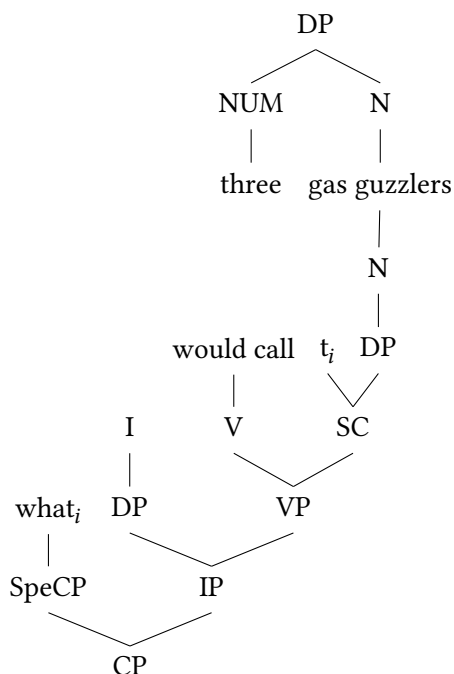 DP
NUM N
three gas guzzlers
N
would call tᵢ DP
I V SC
whatᵢ DP VP
SpeCP IP
CP